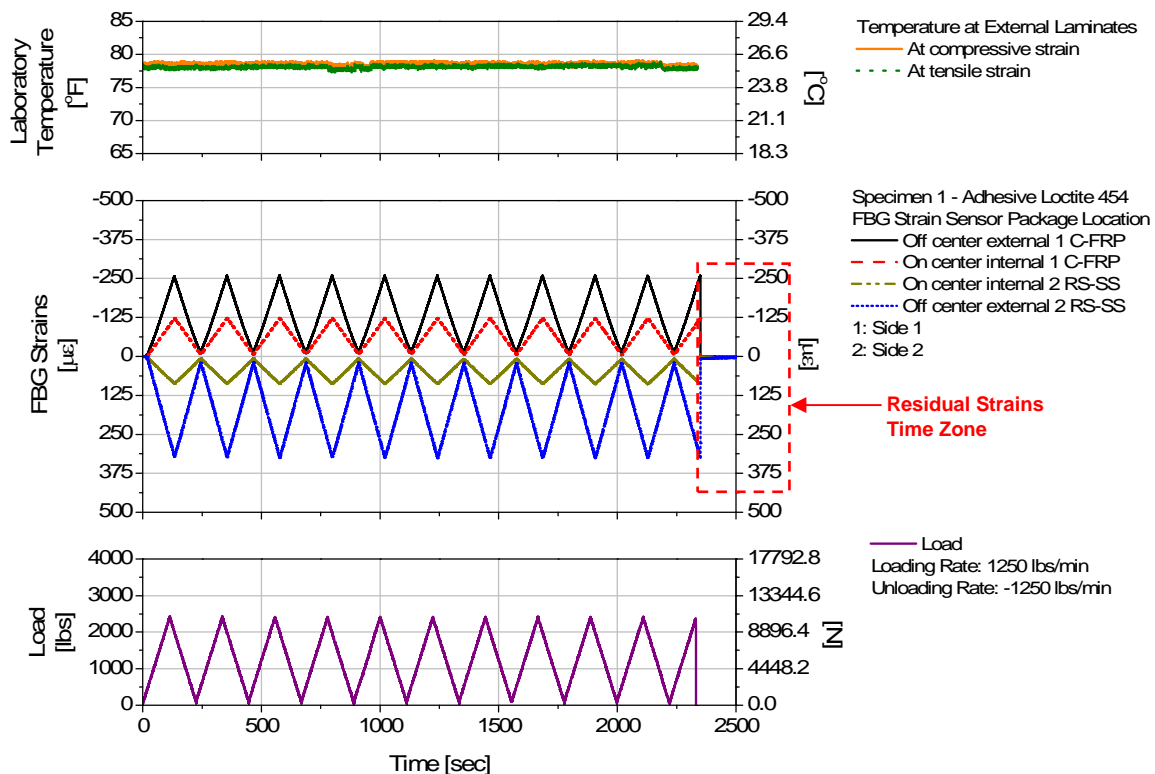 Laboratory
Temperature
[°F]
85
80
75
70
65
29.4
26.6
23.8
21.1
18.3
[°C]
Temperature at External Laminates
At compressive strain
At tensile strain
FBG Strains
[με]
-500
-375
-250
-125
0
125
250
375
500
-500
-375
-250
-125
0
125
250
375
500
[με]
Specimen 1 - Adhesive Loctite 454
FBG Strain Sensor Package Location
Off center external 1 C-FRP
On center internal 1 C-FRP
On center internal 2 RS-SS
Off center external 2 RS-SS
1: Side 1
2: Side 2
Residual Strains
Time Zone
Load
[lbs]
4000
3000
2000
1000
0
17792.8
13344.6
8896.4
4448.2
0.0
[N]
Load
Loading Rate: 1250 lbs/min
Unloading Rate: -1250 lbs/min
0
500
1000
1500
2000
2500
Time [sec]